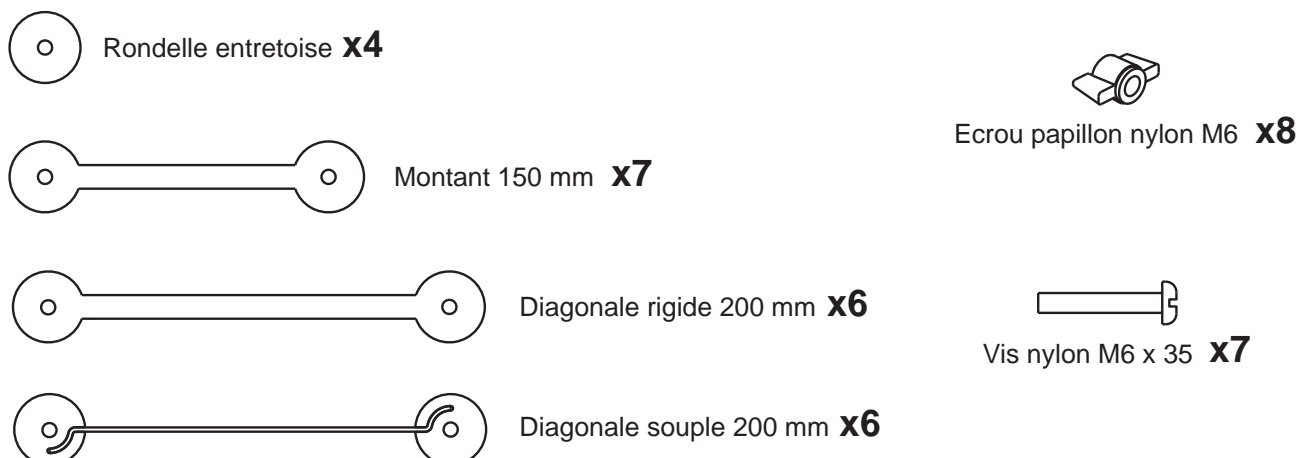 Rondelle entretoise x4
Ecrou papillon nylon M6 x8
Montant 150 mm x7
Diagonale rigide 200 mm x6
Vis nylon M6 x 35 x7
Diagonale souple 200 mm x6